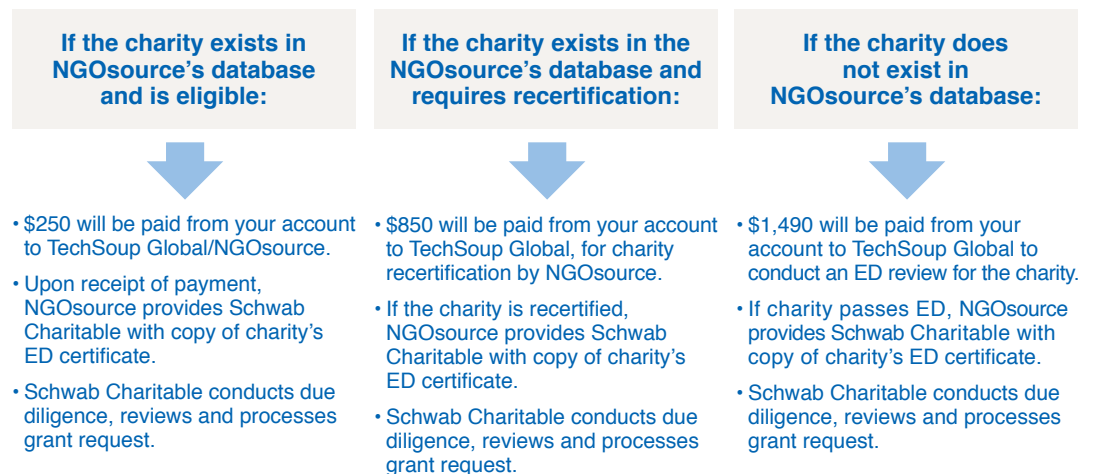 If the charity exists in
NGOsource’s database
and is eligible:
• $250 will be paid from your account
to TechSoup Global/NGOsource.
• Upon receipt of payment,
NGOsource provides Schwab
Charitable with copy of charity’s
ED certificate.
• Schwab Charitable conducts due
diligence, reviews and processes
grant request.
If the charity exists in the
NGOsource’s database and
requires recertification:
• $850 will be paid from your account
to TechSoup Global, for charity
recertification by NGOsource.
• If the charity is recertified,
NGOsource provides Schwab
Charitable with copy of charity’s
ED certificate.
• Schwab Charitable conducts due
diligence, reviews and processes
grant request.
If the charity does
not exist in
NGOsource’s database:
• $1,490 will be paid from your
account to TechSoup Global to
conduct an ED review for the charity.
• If charity passes ED, NGOsource
provides Schwab Charitable with
copy of charity’s ED certificate.
• Schwab Charitable conducts due
diligence, reviews and processes
grant request.